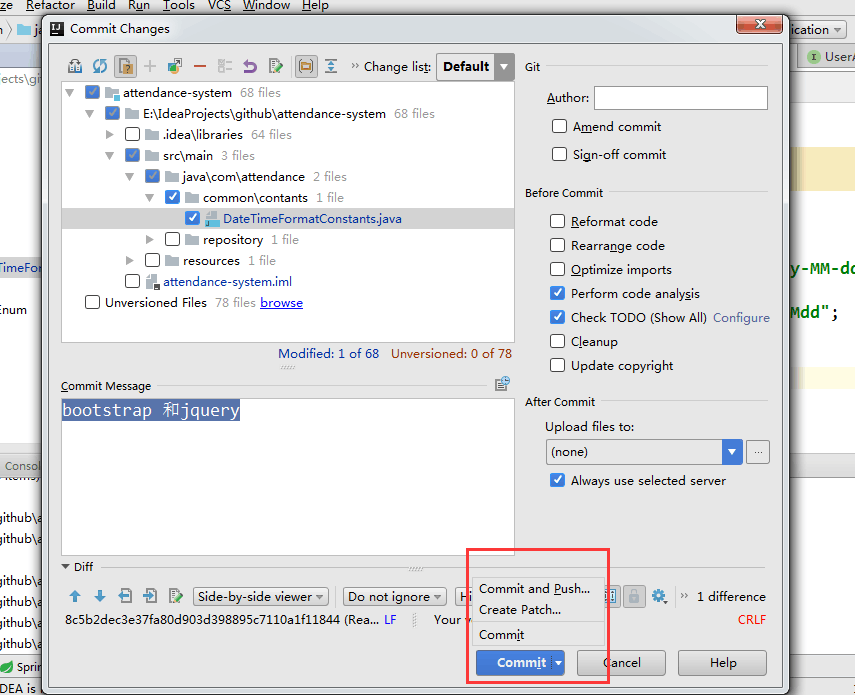 ze Refactor Build Run Tools VCS Window Help
Commit Changes
Change list: Default
attendance-system 68 files
E:\IdeaProjects\github\attendance-system 68 files
.idea\libraries 64 files
src\main 3 files
java\com\attendance 2 files
common\contants 1 file
DateTimeFormatConstants.java
repository 1 file
resources 1 file
attendance-system.iml
Unversioned Files 78 files browse
Modified: 1 of 68 Unversioned: 0 of 78
Commit Message
bootstrap 和jquery
Git
Author:
Amend commit
Sign-off commit
Before Commit
Reformat code
Rearrange code
Optimize imports
Perform code analysis
Check TODO (Show All) Configure
Cleanup
Update copyright
After Commit
Upload files to:
(none)
...
Always use selected server
Diff
Side-by-side viewer Do not ignore Hi 1 difference
8c5b2dec3e37fa80d903d398895c7110a1f11844 (Rea... LF Your v CRLF
Commit and Push...
Create Patch...
Commit
Commit Cancel Help
ication
UserA
ects\gith
TimeFor
Enum
y-MM-dd
Mdd";
Consol
items)
github\a
github\a
github\a
github\a
github\a
github\a
Sprin
DEA is